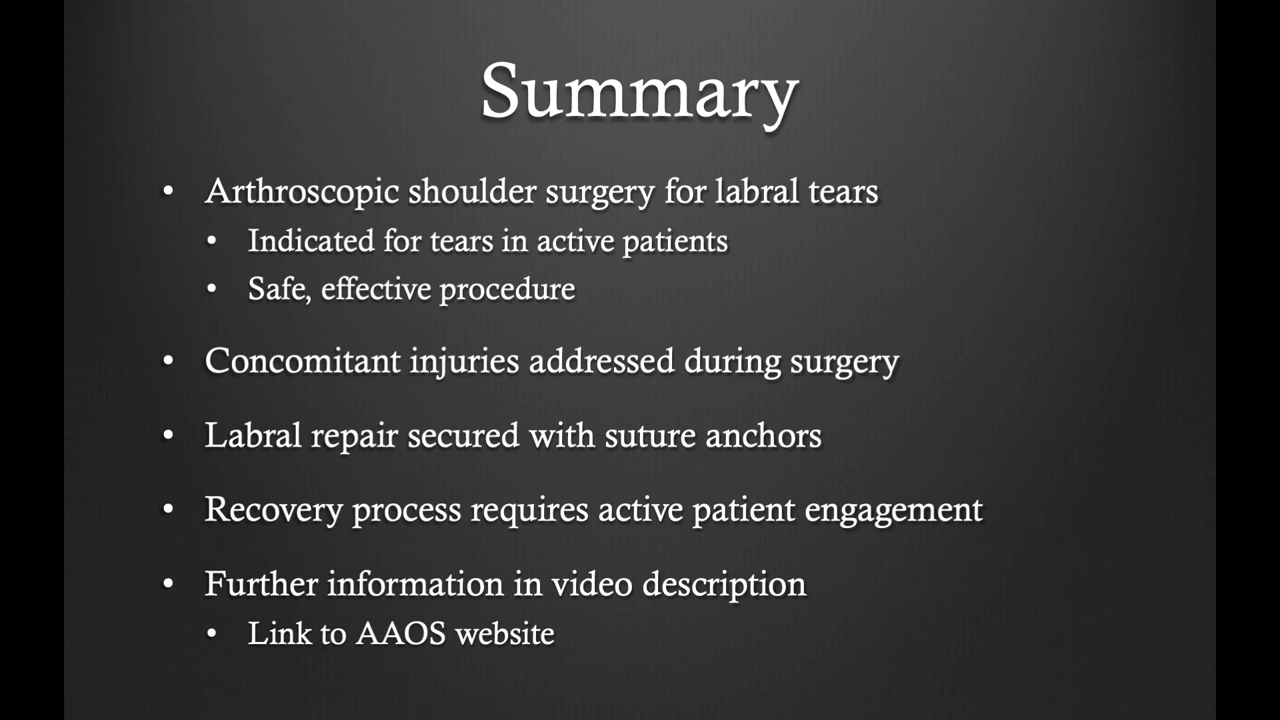 Summary
• Arthroscopic shoulder surgery for labral tears
• Indicated for tears in active patients
• Safe, effective procedure
• Concomitant injuries addressed during surgery
• Labral repair secured with suture anchors
• Recovery process requires active patient engagement
• Further information in video description
• Link to AAOS website